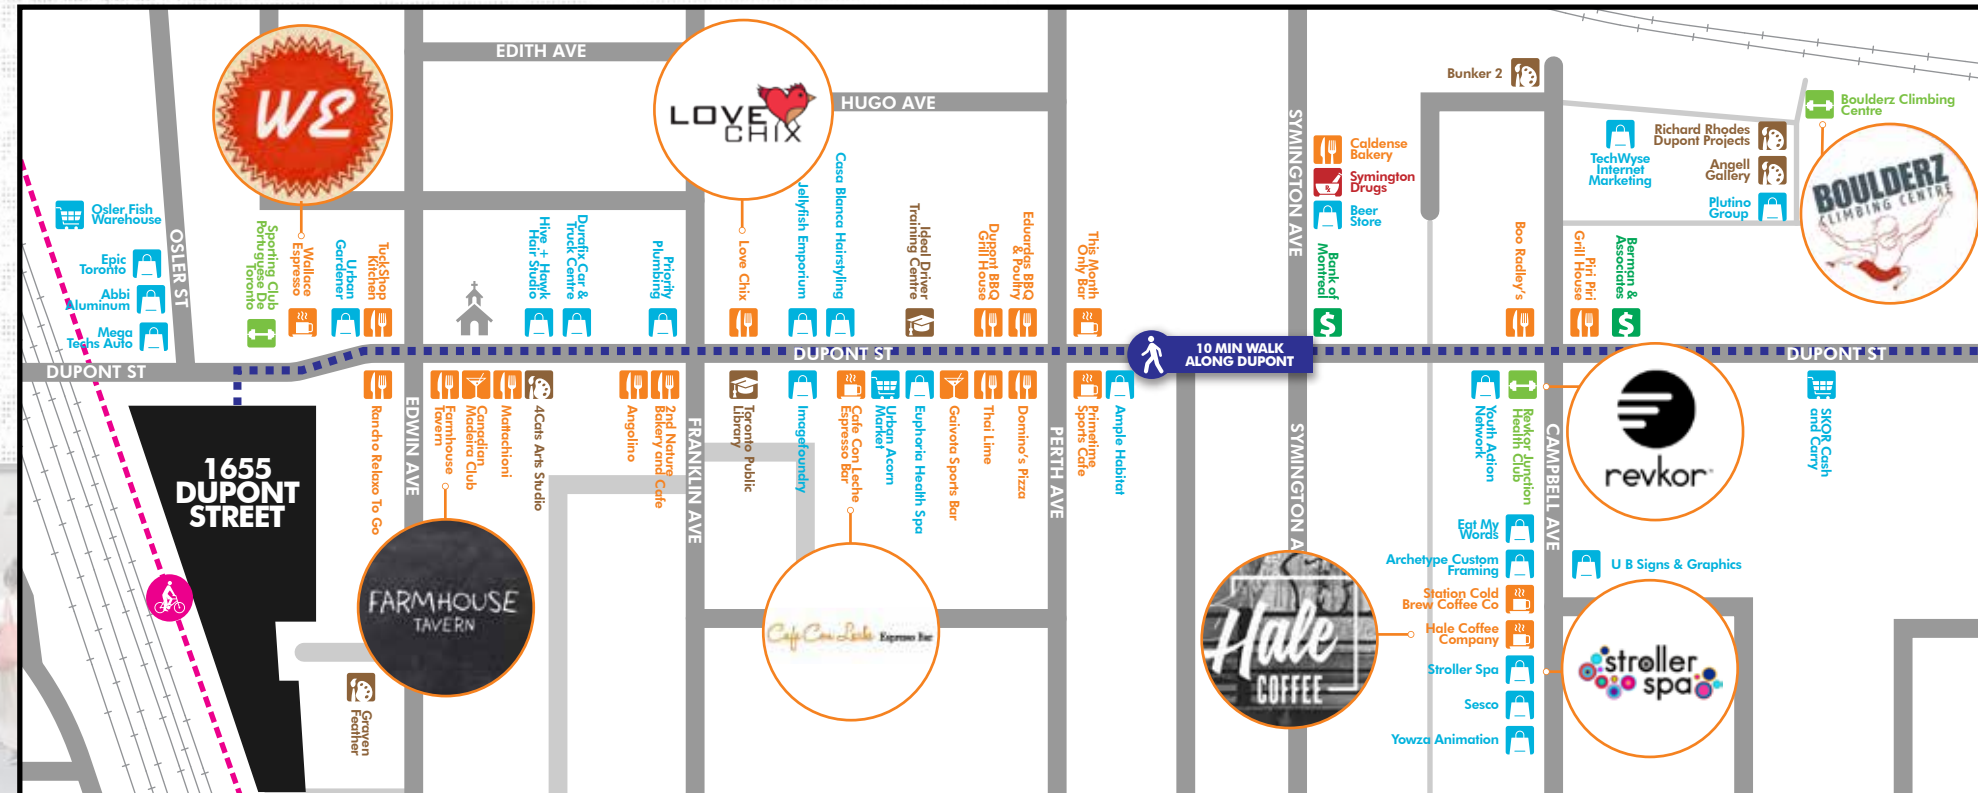 EDITH AVE
WE
LOVE
CHIX
HUGO AVE
Bunker 2
Boulderz Climbing
Centre
SYMINGTON AVE
Caldense
Bakery
Symington
Drugs
Beer
Store
TechWyse
Internet
Marketing
Richard Rhodes
Dupont Projects
Angell
Gallery
Plutino
Group
BOULDERZ
CLIMBING CENTRE
Osler Fish
Warehouse
Epic
Toronto
Abbi
Aluminum
Mega
Techs Auto
OSLER ST
Sporting Club
Portuguese De
Toronto
Wallace
Espresso
Urban
Gardener
TuckShop
Kitchen
Hive + Hawk
Hair Studio
Durafix Car &
Truck Centre
Priority
Plumbing
Love Chix
Jellyfish Emporium
Casa Blanca Hairstyling
Ideal Driver
Training Centre
Dupont BBQ
Grill House
Eduardas BBQ
& Poultry
This Month
Only Bar
Bank of
Montreal
$
Boo Radley's
Piri Piri
Grill House
Berman &
Associates
$
DUPONT ST
DUPONT ST
10 MIN WALK
ALONG DUPONT
DUPONT ST
1655
DUPONT
STREET
Rancho Relaxo To Go
EDWIN AVE
Farmhouse
Tavern
Canadian
Madeira Club
Mattachioni
4Cats Arts Studio
Angolino
2nd Nature
Bakery and Cafe
FRANKLIN AVE
Toronto Public
Library
Imagefoundry
Cafe Con Leche
Espresso Bar
Urban Acorn
Market
Euphoria Health Spa
Gaivota Sports Bar
Thai Lime
Domino's Pizza
PERTH AVE
Primetime
Sports Cafe
Ample Habitat
SYMINGTON A
Youth Adion
Network
Revkor Junction
Health Club
CAMPBELL AVE
revkor
SKOR Cash
and Carry
Eat My
Words
Archetype Custom
Framing
Station Cold
Brew Coffee Co
Hale Coffee
Company
Stroller Spa
Sesco
Yowza Animation
U B Signs & Graphics
FARMHOUSE
TAVERN
Cafe Con Leche Espresso Bar
Hale
COFFEE
stroller
spa
Graven
Feather